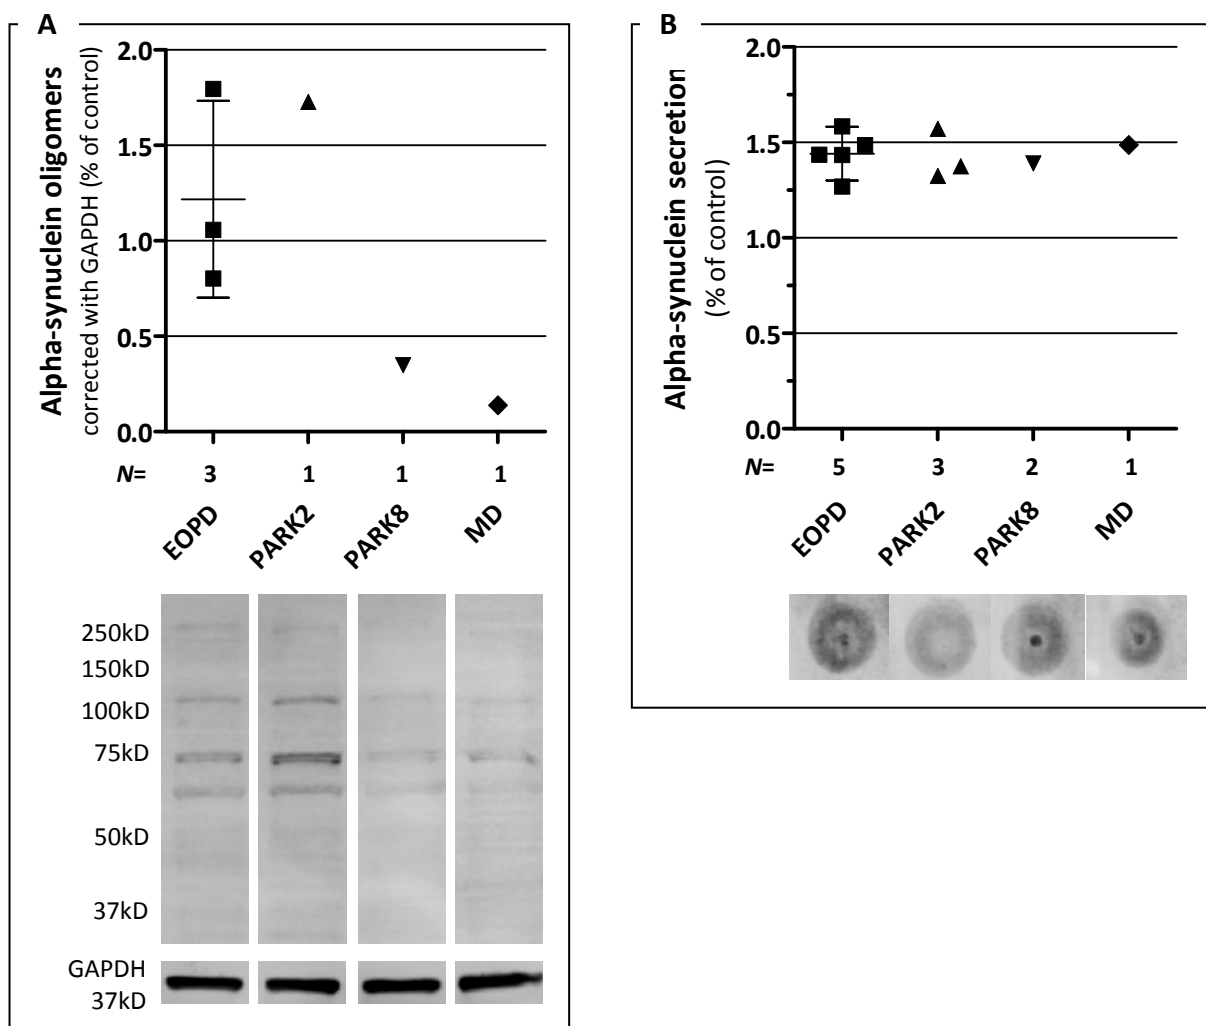 A
Alpha-synuclein oligomers
corrected with GAPDH (% of control)
2.0
1.5
1.0
0.5
0.0
N= 3 1 1 1
EOPD PARK2 PARK8 MD
250kD
150kD
100kD
75kD
50kD
37kD
GAPDH
37kD
B
Alpha-synuclein secretion
(% of control)
2.0
1.5
1.0
0.5
0.0
N= 5 3 2 1
EOPD PARK2 PARK8 MD